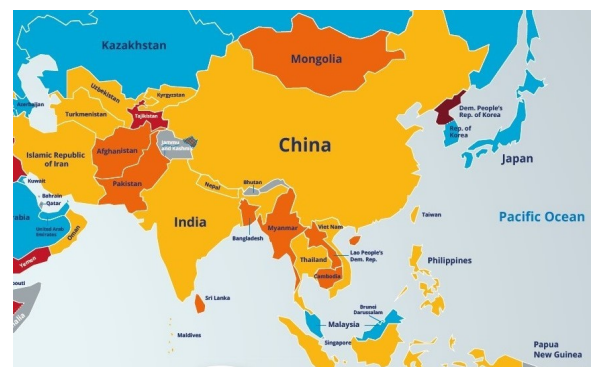 Kazakhstan
Mongolia
Uzbekistan
Kyrgyzstan
Azerbaijan
Turkmenistan
Tajikistan
Dem. People's
Rep. of Korea
Rep. of
Korea
Japan
China
Islamic Republic
of Iran
Afghanistan
Jammu
and Kashmir
Kuwait
Pakistan
Bahrain
Qatar
Nepal
Bhutan
abia
United Arab
Emirates
Oman
India
Taiwan
Pacific Ocean
Bangladesh
Myanmar
Viet Nam
Lao People's
Dem. Rep.
Yemen
Thailand
Philippines
Cambodia
outi
alia
Sri Lanka
Brunei
Darussalam
Maldives
Malaysia
Singapore
Papua
New Guinea